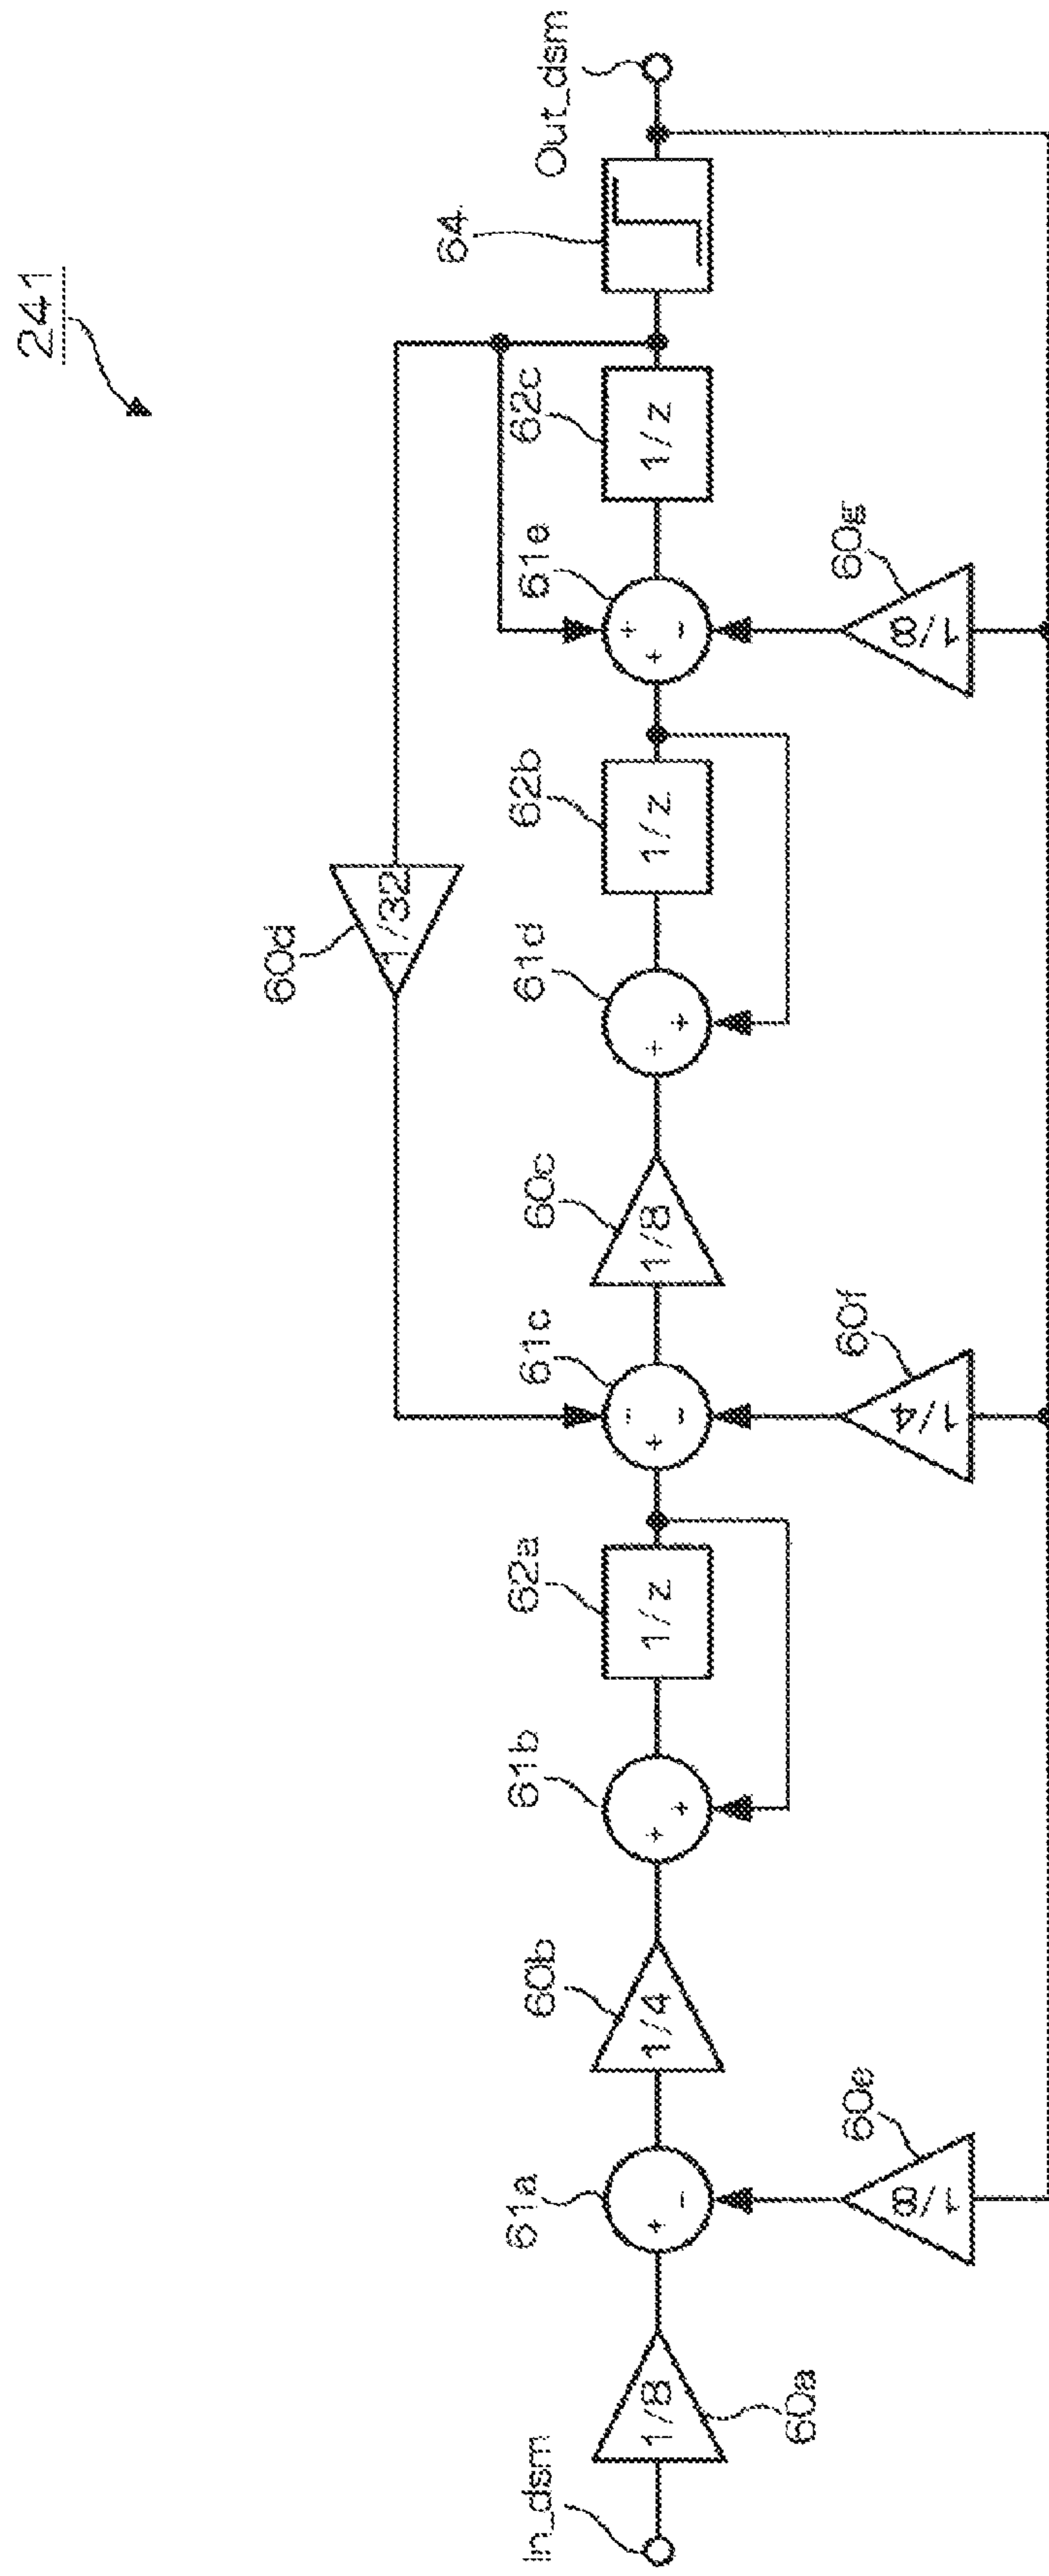 241
60d
1/32
In_dsm
1/8
60a
61a
+
-
1/8
60e
1/4
60b
61b
+
+
1/z
62a
61c
-
+
-
1/4
60f
1/8
60c
61d
+
+
1/z
62b
61e
+
+
-
1/8
60g
1/z
62c
64
Out_dsm